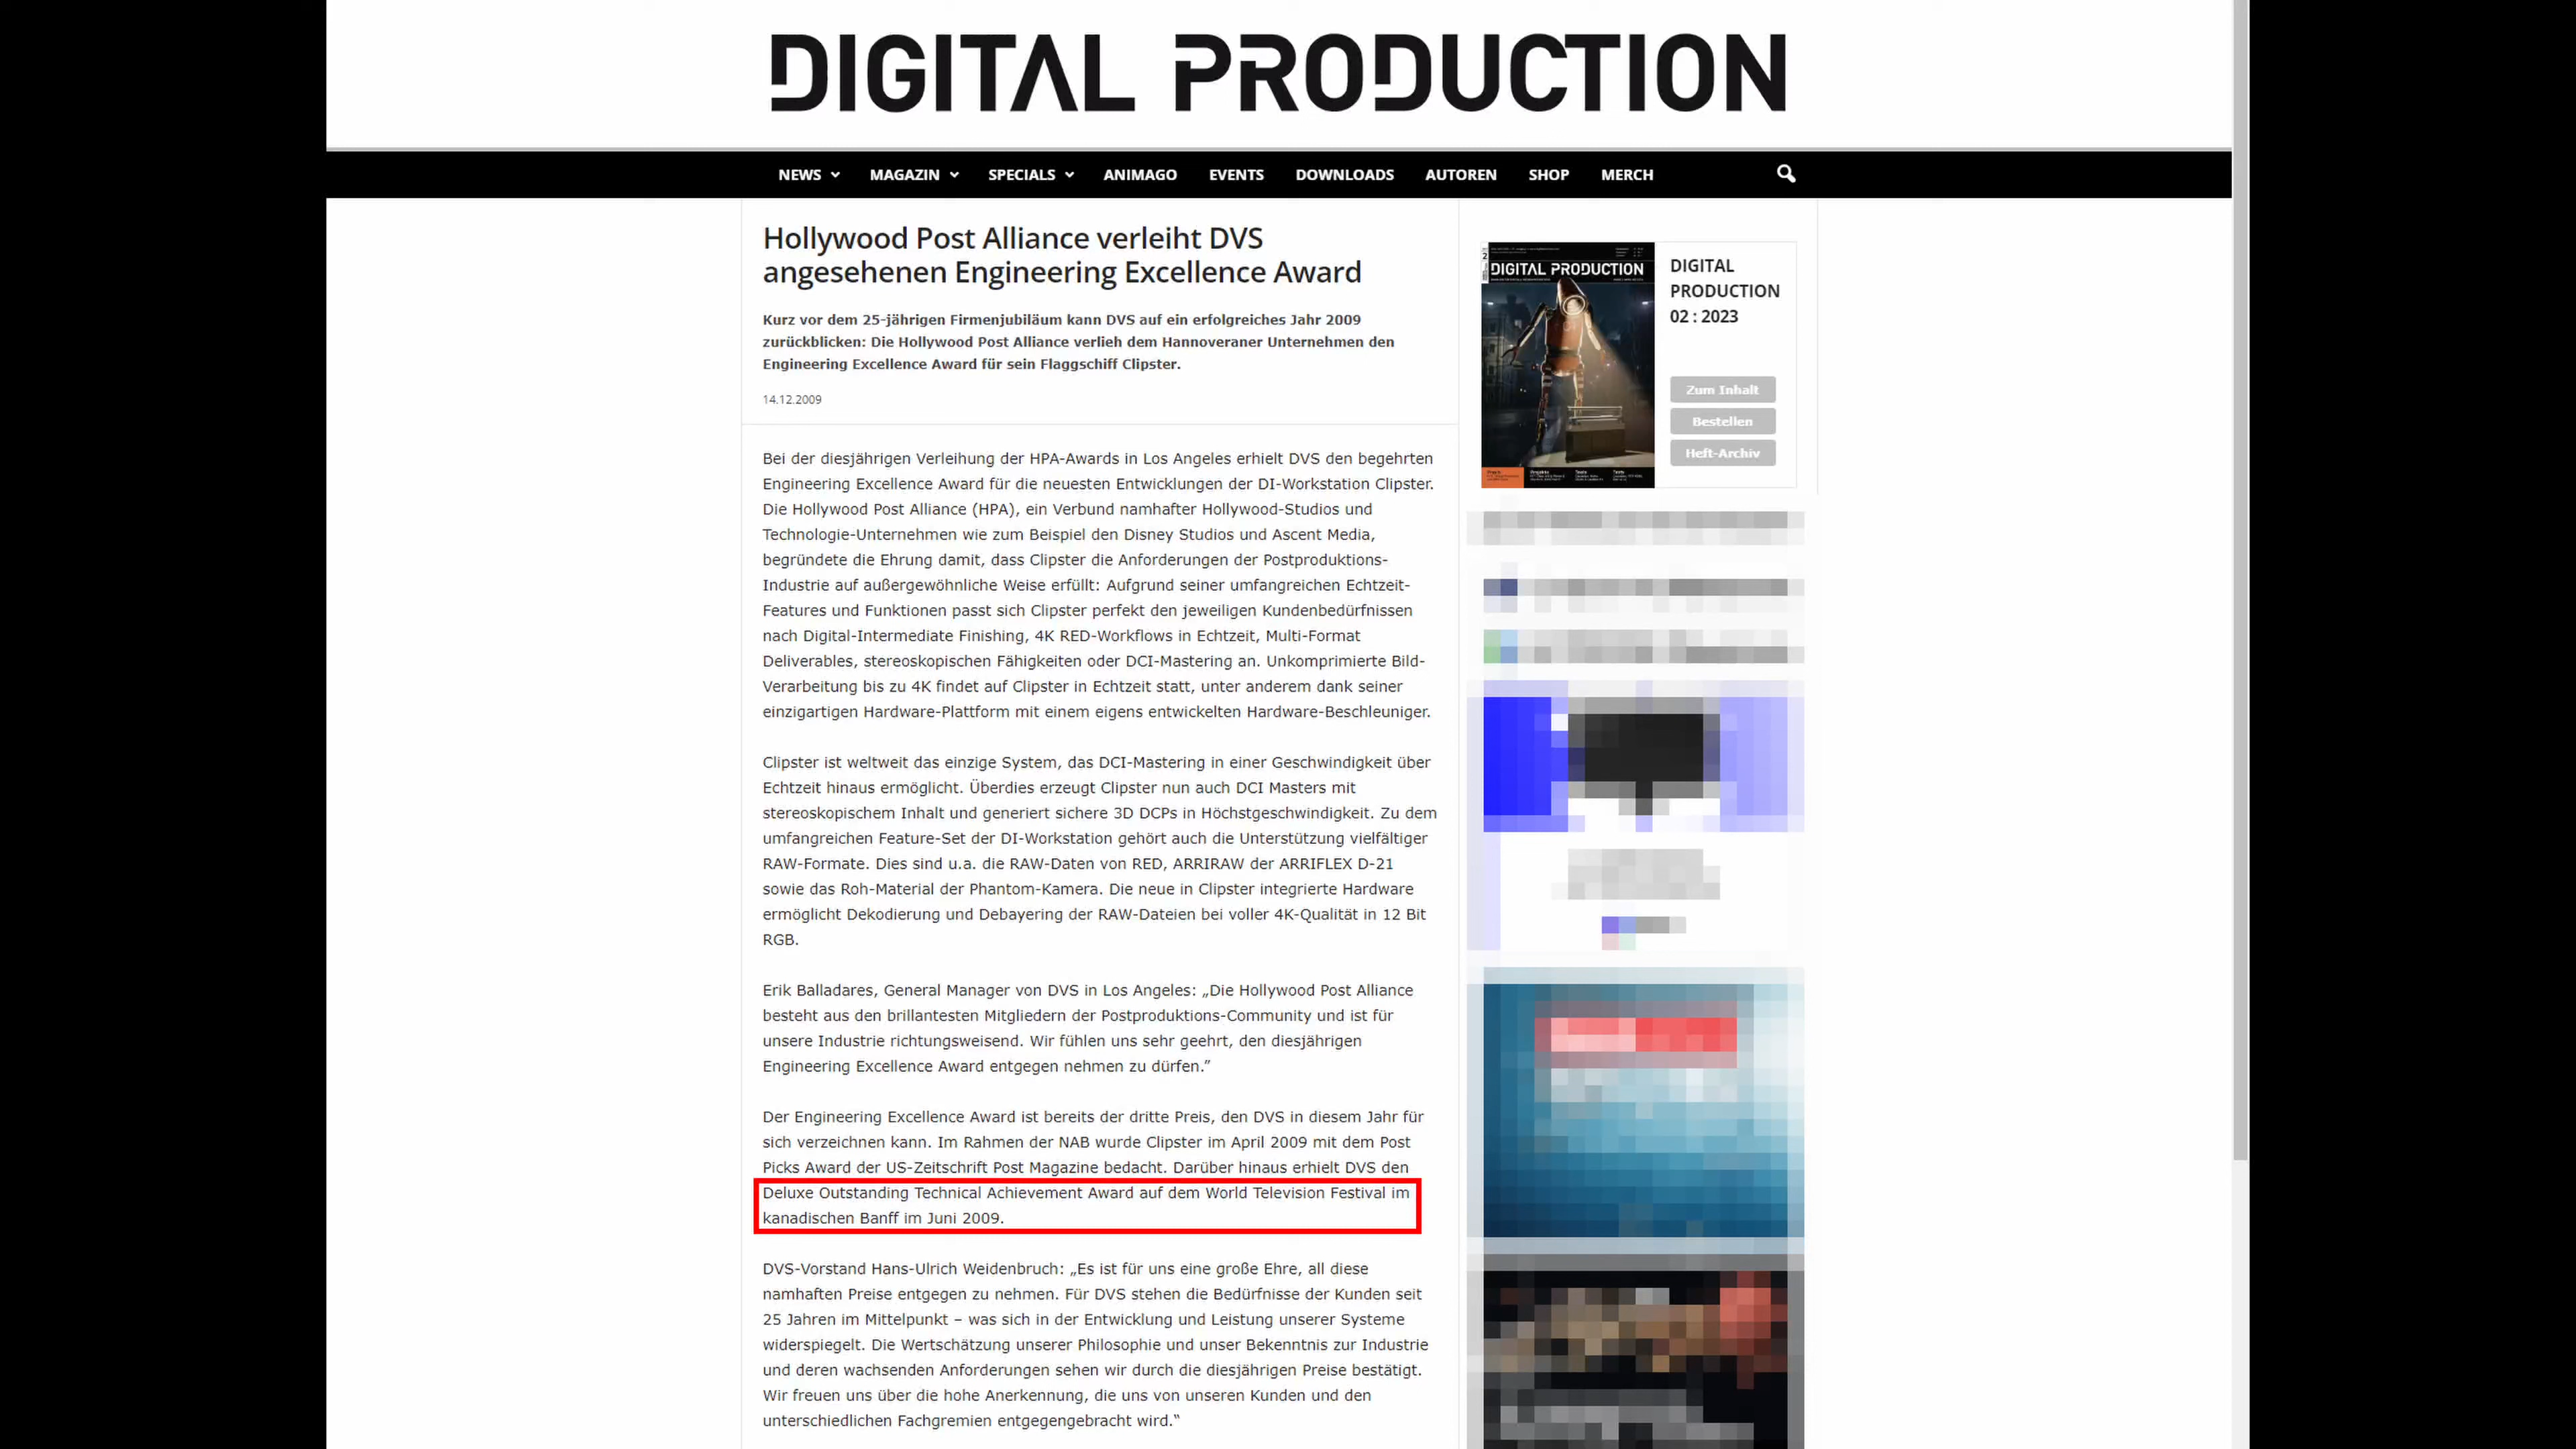 DIGITAL PRODUCTION
NEWS
MAGAZIN
SPECIALS
ANIMAGO
EVENTS
DOWNLOADS
AUTOREN
SHOP
MERCH
Hollywood Post Alliance verleiht DVS
angesehenen Engineering Excellence Award
Kurz vor dem 25-jährigen Firmenjubiläum kann DVS auf ein erfolgreiches Jahr 2009
zurückblicken: Die Hollywood Post Alliance verlieh dem Hannoveraner Unternehmen den
Engineering Excellence Award für sein Flaggschiff Clipster.
14.12.2009
Bei der diesjährigen Verleihung der HPA-Awards in Los Angeles erhielt DVS den begehrten
Engineering Excellence Award für die neuesten Entwicklungen der DI-Workstation Clipster.
Die Hollywood Post Alliance (HPA), ein Verbund namhafter Hollywood-Studios und
Technologie-Unternehmen wie zum Beispiel den Disney Studios und Ascent Media,
begründete die Ehrung damit, dass Clipster die Anforderungen der Postproduktions-
Industrie auf außergewöhnliche Weise erfüllt: Aufgrund seiner umfangreichen Echtzeit-
Features und Funktionen passt sich Clipster perfekt den jeweiligen Kundenbedürfnissen
nach Digital-Intermediate Finishing, 4K RED-Workflows in Echtzeit, Multi-Format
Deliverables, stereoskopischen Fähigkeiten oder DCI-Mastering an. Unkomprimierte Bild-
Verarbeitung bis zu 4K findet auf Clipster in Echtzeit statt, unter anderem dank seiner
einzigartigen Hardware-Plattform mit einem eigens entwickelten Hardware-Beschleuniger.
Clipster ist weltweit das einzige System, das DCI-Mastering in einer Geschwindigkeit über
Echtzeit hinaus ermöglicht. Überdies erzeugt Clipster nun auch DCI Masters mit
stereoskopischem Inhalt und generiert sichere 3D DCPs in Höchstgeschwindigkeit. Zu dem
umfangreichen Feature-Set der DI-Workstation gehört auch die Unterstützung vielfältiger
RAW-Formate. Dies sind u.a. die RAW-Daten von RED, ARRIRAW der ARRIFLEX D-21
sowie das Roh-Material der Phantom-Kamera. Die neue in Clipster integrierte Hardware
ermöglicht Dekodierung und Debayering der RAW-Dateien bei voller 4K-Qualität in 12 Bit
RGB.
Erik Balladares, General Manager von DVS in Los Angeles: „Die Hollywood Post Alliance
besteht aus den brillantesten Mitgliedern der Postproduktions-Community und ist für
unsere Industrie richtungsweisend. Wir fühlen uns sehr geehrt, den diesjährigen
Engineering Excellence Award entgegen nehmen zu dürfen.”
Der Engineering Excellence Award ist bereits der dritte Preis, den DVS in diesem Jahr für
sich verzeichnen kann. Im Rahmen der NAB wurde Clipster im April 2009 mit dem Post
Picks Award der US-Zeitschrift Post Magazine bedacht. Darüber hinaus erhielt DVS den
Deluxe Outstanding Technical Achievement Award auf dem World Television Festival im
kanadischen Banff im Juni 2009.
DVS-Vorstand Hans-Ulrich Weidenbruch: „Es ist für uns eine große Ehre, all diese
namhaften Preise entgegen zu nehmen. Für DVS stehen die Bedürfnisse der Kunden seit
25 Jahren im Mittelpunkt – was sich in der Entwicklung und Leistung unserer Systeme
widerspiegelt. Die Wertschätzung unserer Philosophie und unser Bekenntnis zur Industrie
und deren wachsenden Anforderungen sehen wir durch die diesjährigen Preise bestätigt.
Wir freuen uns über die hohe Anerkennung, die uns von unseren Kunden und den
unterschiedlichen Fachgremien entgegengebracht wird.“
DIGITAL PRODUCTION
DIGITAL
PRODUCTION
02 : 2023
Zum Inhalt
Bestellen
Heft-Archiv